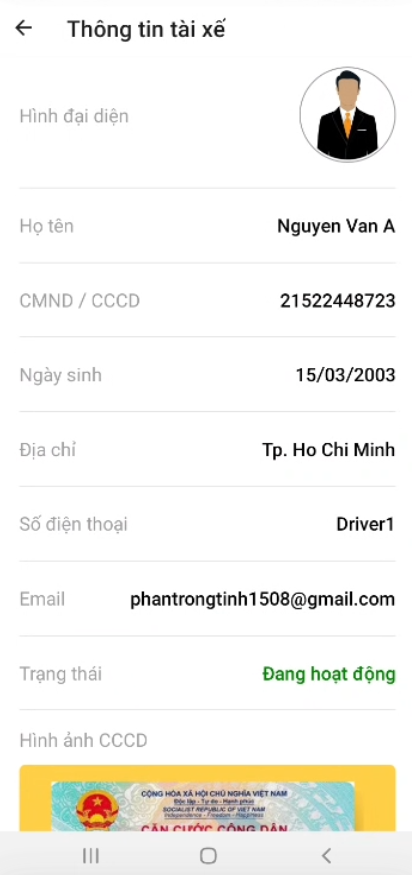 Thông tin tài xế
Hình đại diện
Họ tên Nguyen Van A
CMND / CCCD 21522448723
Ngày sinh 15/03/2003
Địa chỉ Tp. Ho Chi Minh
Số điện thoại Driver1
Email phantrongtinh1508@gmail.com
Trạng thái Đang hoạt động
Hình ảnh CCCD
CỘNG HÒA XÃ HỘI CHỦ NGHĨA VIỆT NAM
Độc lập - Tự do - Hạnh phúc
SOCIALIST REPUBLIC OF VIET NAM
Independence - Freedom - Happiness
CĂN CƯỚC CÔNG DÂN